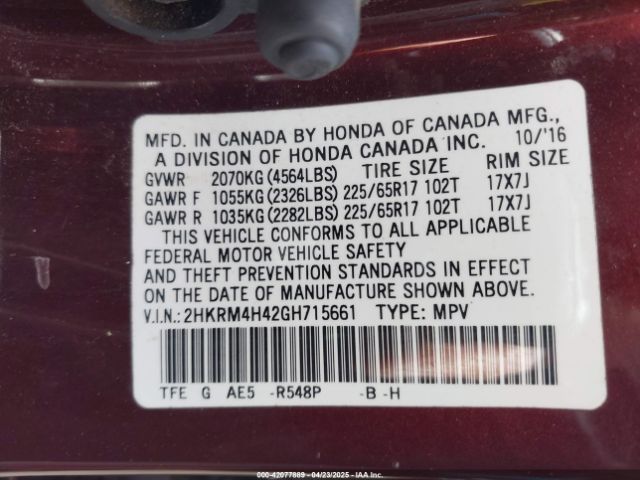 MFD. IN CANADA BY HONDA OF CANADA MFG.,
A DIVISION OF HONDA CANADA INC. 10/'16
GVWR 2070KG(4564LBS) TIRE SIZE RIM SIZE
GAWR F 1055KG(2326LBS) 225/65R17 102T 17X7J
GAWR R 1035KG(2282LBS) 225/65R17 102T 17X7J
THIS VEHICLE CONFORMS TO ALL APPLICABLE
FEDERAL MOTOR VEHICLE SAFETY
AND THEFT PREVENTION STANDARDS IN EFFECT
ON THE DATE OF MANUFACTURE SHOWN ABOVE.
V.I.N.:2HKRM4H42GH715661 TYPE: MPV
TFE G AE5 -R548P -B -H
000-42077889 - 04/23/2025 - IAA Inc.